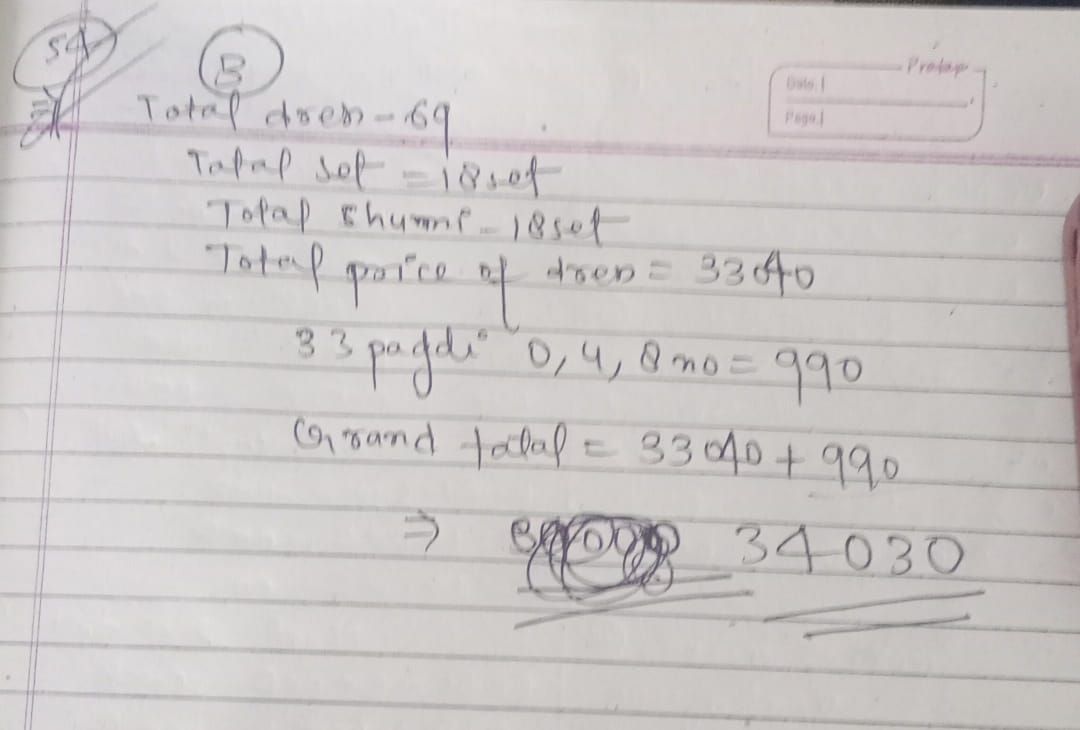 54
B
Pratap
Date.|
Page.|
Total dress - 69
Total set = 18 set
Total chunni - 18 set
Total price of dress = 33040
33 pagdi 0, 4, 8 no = 990
Grand total = 33040 + 990
⇒ 34030